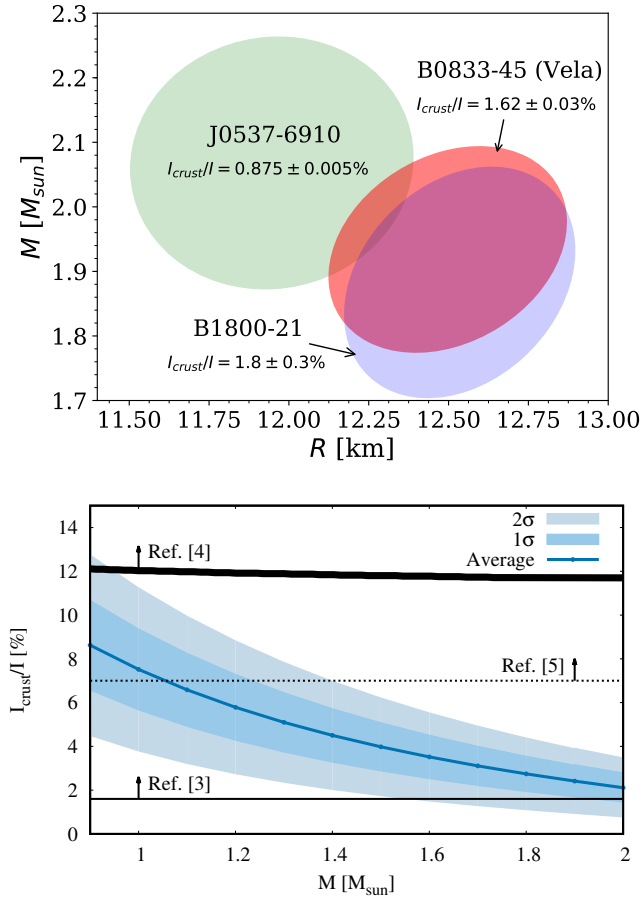 2.3
2.2
2.1
2.0
1.9
1.8
1.7
M [M_sun]
J0537-6910
I_crust/I = 0.875 ± 0.005%
B0833-45 (Vela)
I_crust/I = 1.62 ± 0.03%
B1800-21
I_crust/I = 1.8 ± 0.3%
11.50 11.75 12.00 12.25 12.50 12.75 13.00
R [km]
14
12
10
8
6
4
2
0
I_crust/I [%]
2σ
1σ
Average
Ref. [4]
Ref. [5]
Ref. [3]
1 1.2 1.4 1.6 1.8 2
M [M_sun]